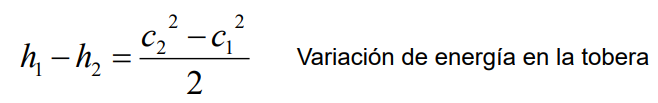 h₁ − h₂ = (c₂² − c₁²) / 2 Variación de energía en la tobera